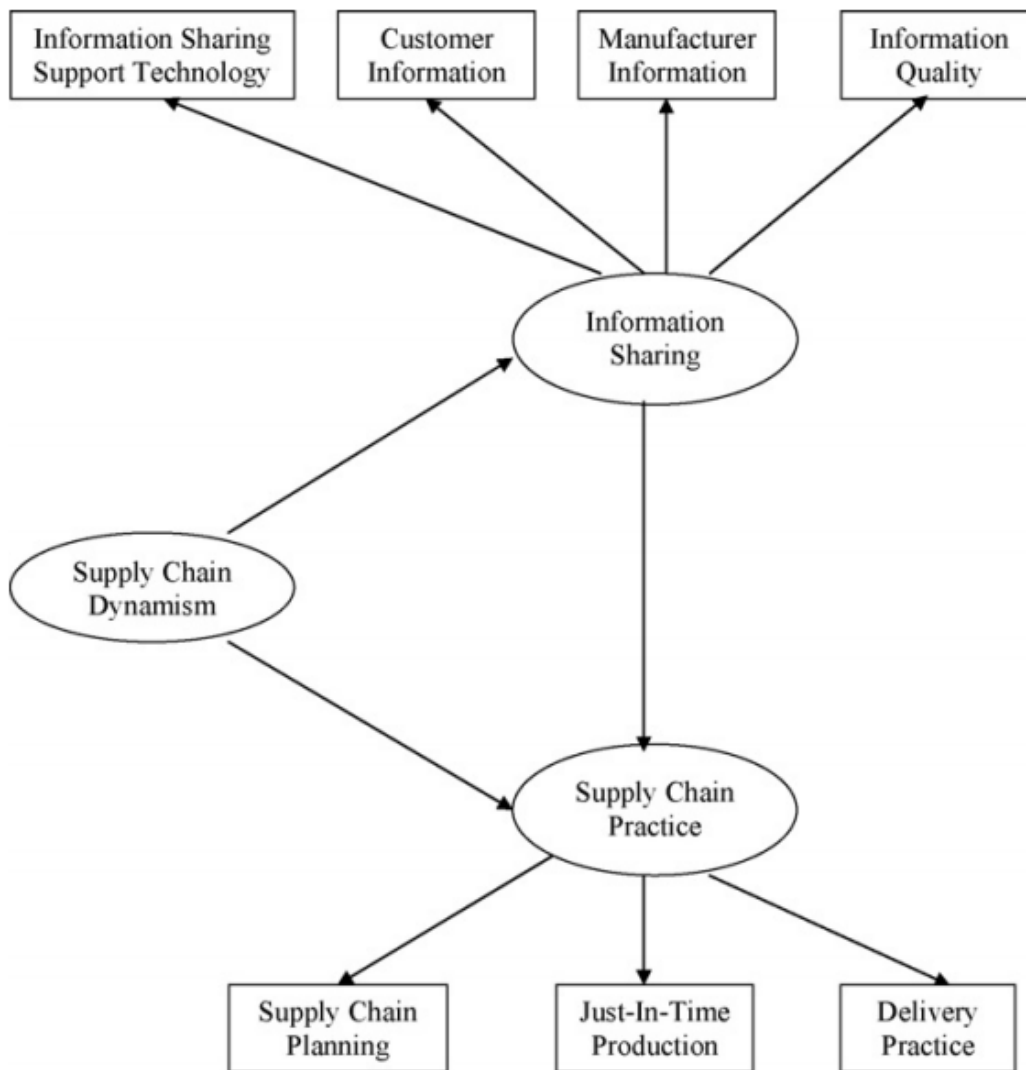 Information Sharing
Support Technology
Customer
Information
Manufacturer
Information
Information
Quality
Information
Sharing
Supply Chain
Dynamism
Supply Chain
Practice
Supply Chain
Planning
Just-In-Time
Production
Delivery
Practice